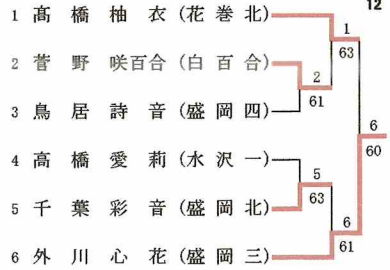 12
1 髙橋柚衣(花巻北)
2 菅野咲百合(白百合)
3 鳥居詩音(盛岡四)
4 高橋愛莉(水沢一)
5 千葉彩音(盛岡北)
6 外川心花(盛岡三)
1
63
2
61
6
60
5
63
6
61